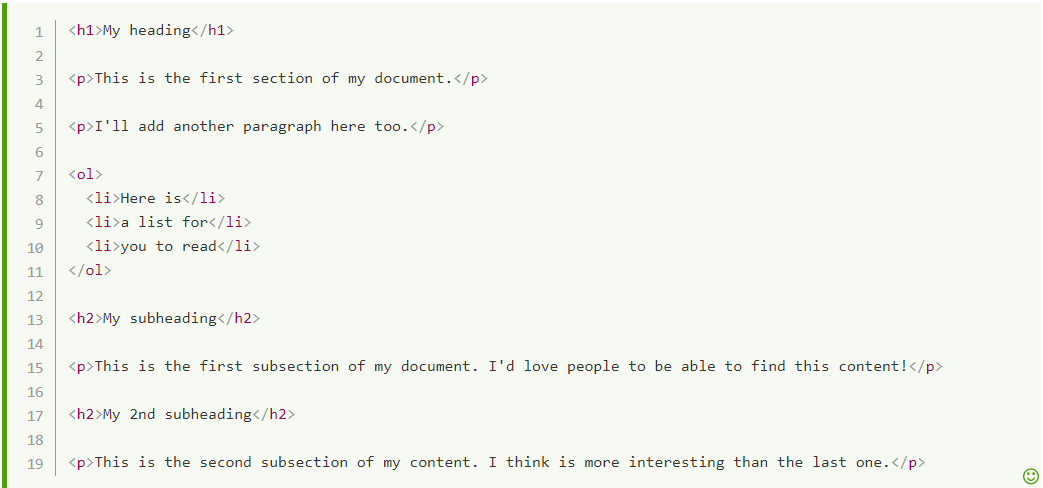 1 <h1>My heading</h1>
2
3 <p>This is the first section of my document.</p>
4
5 <p>I'll add another paragraph here too.</p>
6
7 <ol>
8   <li>Here is</li>
9   <li>a list for</li>
10   <li>you to read</li>
11 </ol>
12
13 <h2>My subheading</h2>
14
15 <p>This is the first subsection of my document. I'd love people to be able to find this content!</p>
16
17 <h2>My 2nd subheading</h2>
18
19 <p>This is the second subsection of my content. I think is more interesting than the last one.</p>